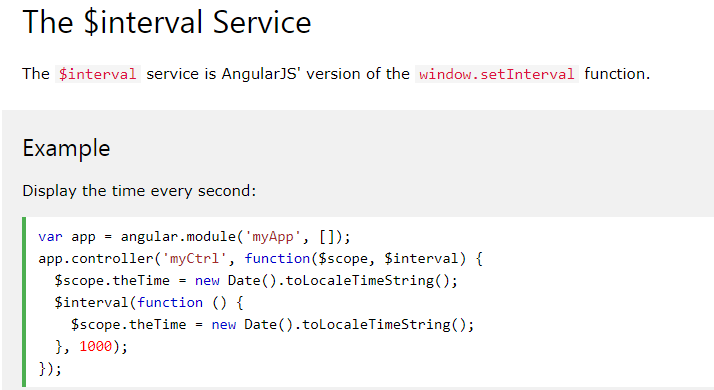 The $interval Service
The $interval service is AngularJS' version of the window.setInterval function.
Example
Display the time every second:
var app = angular.module('myApp', []);
app.controller('myCtrl', function($scope, $interval) {
  $scope.theTime = new Date().toLocaleTimeString();
  $interval(function () {
    $scope.theTime = new Date().toLocaleTimeString();
  }, 1000);
});